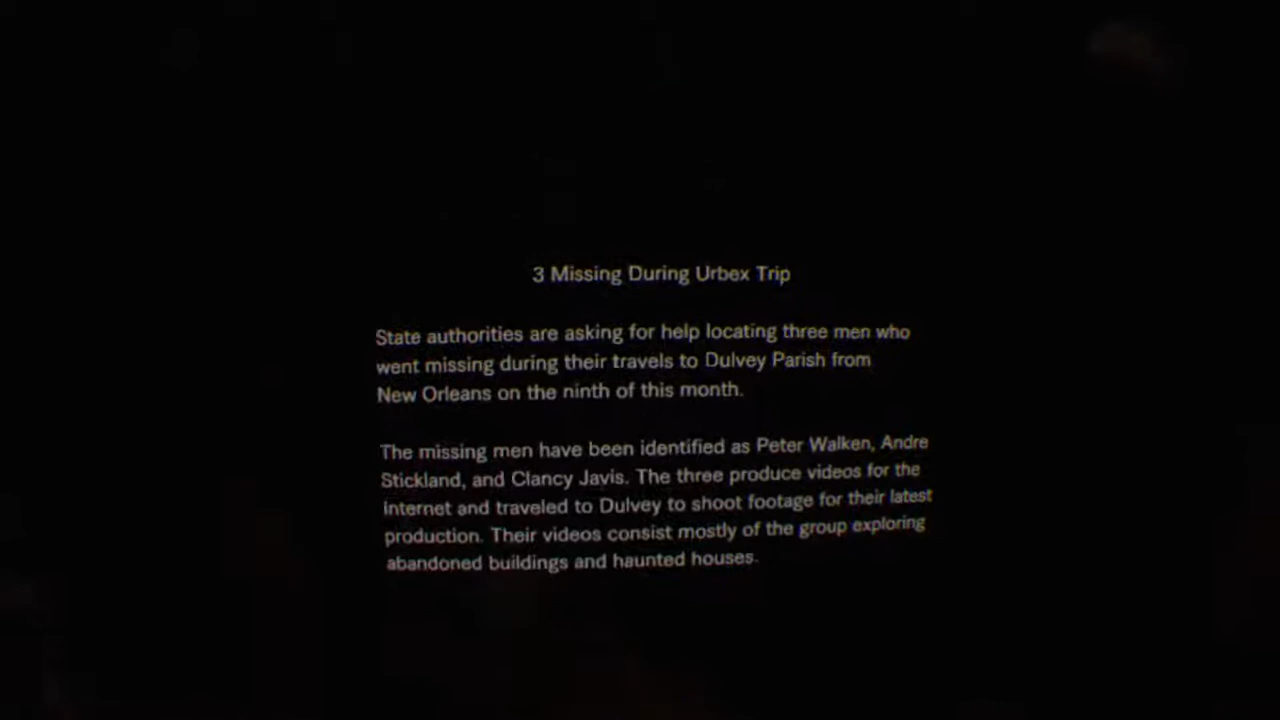 3 Missing During Urbex Trip
State authorities are asking for help locating three men who
went missing during their travels to Dulvey Parish from
New Orleans on the ninth of this month.
The missing men have been identified as Peter Walken, Andre
Stickland, and Clancy Javis. The three produce videos for the
internet and traveled to Dulvey to shoot footage for their latest
production. Their videos consist mostly of the group exploring
abandoned buildings and haunted houses.